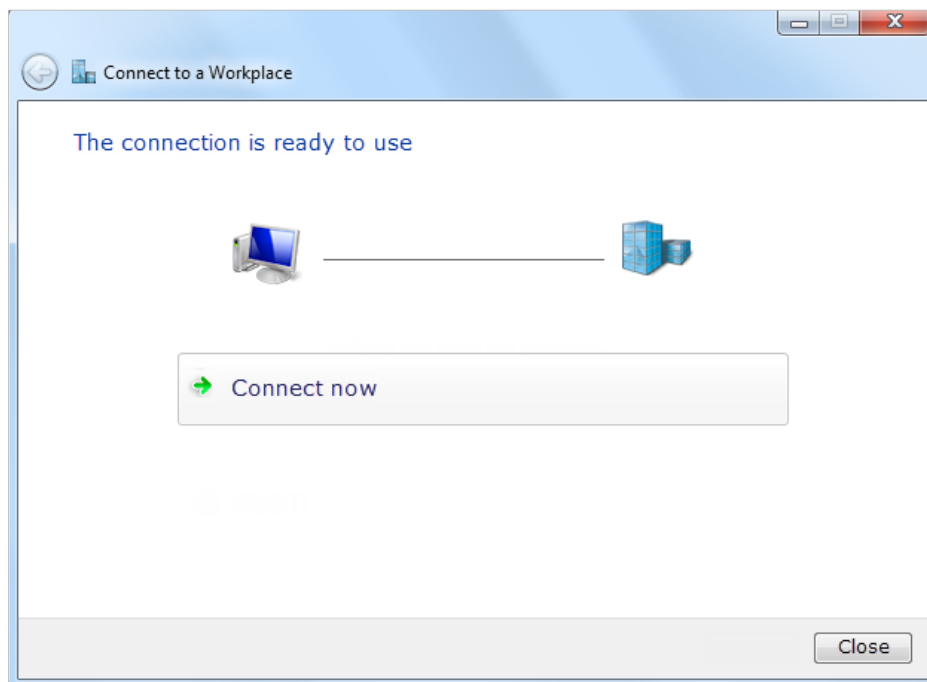 Connect to a Workplace
The connection is ready to use
Connect now
Close